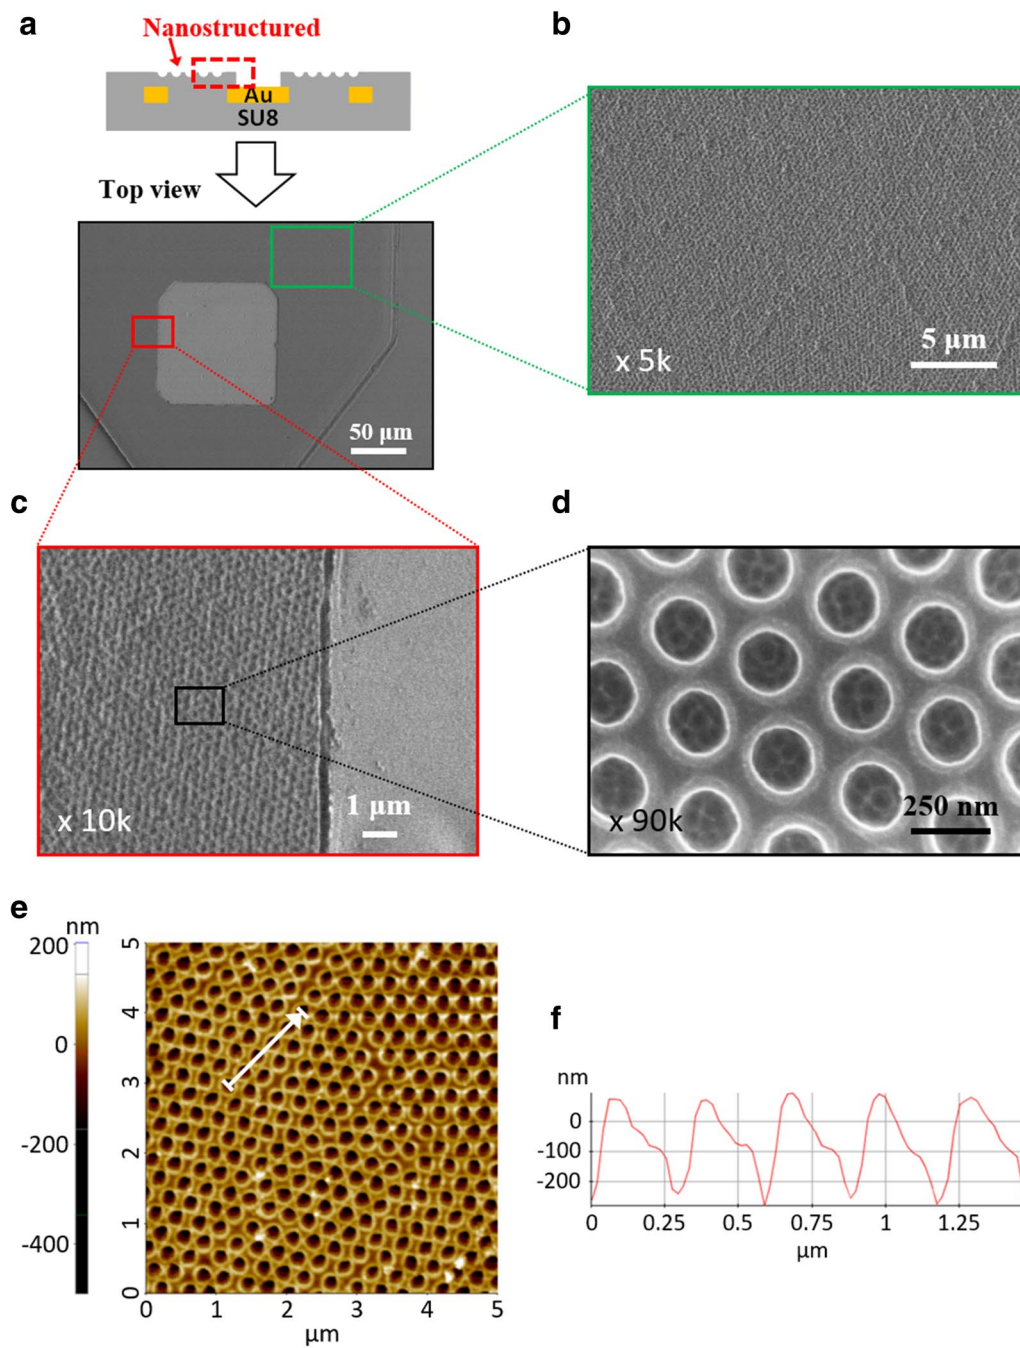 a
Nanostructured
Au
SU8
Top view
50 μm
b
x 5k
5 μm
c
x 10k
1 μm
d
x 90k
250 nm
e
nm
200
0
-200
-400
5
4
3
2
1
0
0 1 2 3 4 5
μm
f
nm
0
-100
-200
0 0.25 0.5 0.75 1 1.25
μm